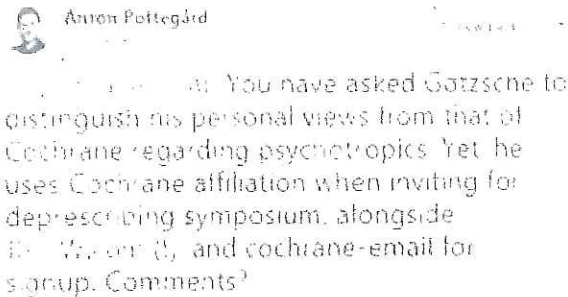 Anton Pottegård
You have asked Gøtzsche to
distinguish his personal views from that of
Cochrane regarding psychotropics. Yet, he
uses Cochrane affiliation when inviting for
deprescribing symposium, alongside
and cochrane-email for
signup. Comments?